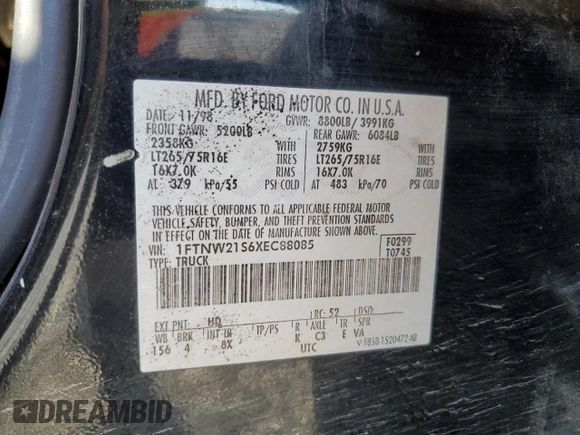 MFD. BY FORD MOTOR CO. IN U.S.A.
DATE: 11/98 GVWR: 8800LB/ 3991KG
FRONT GAWR: 5200LB REAR GAWR: 6084LB
2358KG WITH 2759KG WITH
LT265/75R16E TIRES LT265/75R16E TIRES
16X7.0K RIMS 16X7.0K RIMS
AT 379 kPa/55 PSI COLD AT 483 kPa/70 PSI COLD
THIS VEHICLE CONFORMS TO ALL APPLICABLE FEDERAL MOTOR
VEHICLE SAFETY, BUMPER, AND THEFT PREVENTION STANDARDS
IN EFFECT ON THE DATE OF MANUFACTURE SHOWN ABOVE.
VIN: 1FTNW21S6XEC88085 F0299
TYPE: TRUCK T0745
EXT PNT: UD RC: 52 DSO:
WB BRK INT TR TP/PS R AXLE TR SPR
156 4 8X K C3 E VA
UTC
DREAMBID